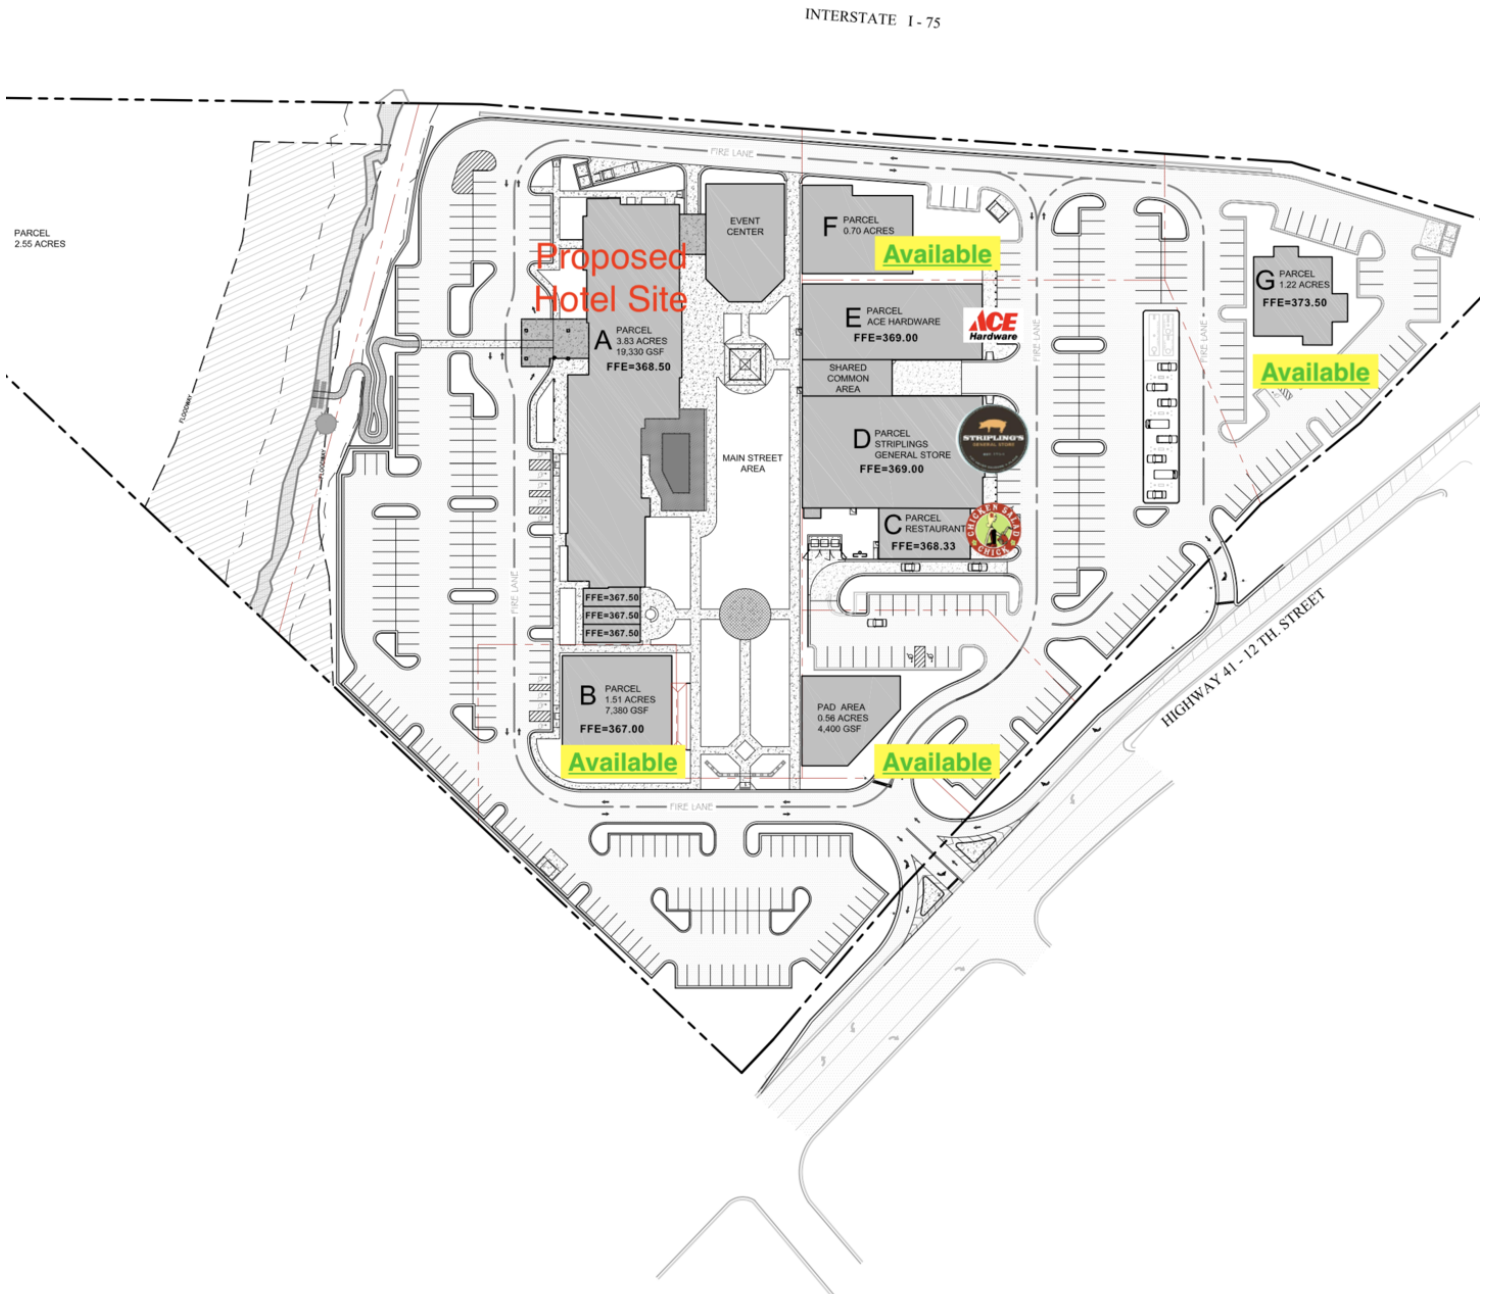 INTERSTATE I - 75
PARCEL
2.55 ACRES
FLOODWAY
FLOODWAY
FIRE LANE
EVENT
CENTER
F PARCEL
0.70 ACRES
Available
Proposed
Hotel Site
A PARCEL
3.83 ACRES
19,330 GSF
FFE=368.50
E PARCEL
ACE HARDWARE
FFE=369.00
ACE
Hardware
G PARCEL
1.22 ACRES
FFE=373.50
Available
FIRE LANE
FIRE LANE
SHARED
COMMON
AREA
D PARCEL
STRIPLINGS
GENERAL STORE
FFE=369.00
STRIPLING'S
GENERAL STORE
MAIN STREET
AREA
C PARCEL
RESTAURANT
FFE=368.33
CHICKEN SALAD
CHICK
FIRE LANE
FFE=367.50
FFE=367.50
FFE=367.50
B PARCEL
1.51 ACRES
7,380 GSF
FFE=367.00
Available
PAD AREA
0.56 ACRES
4,400 GSF
Available
FIRE LANE
HIGHWAY 41 - 12 TH. STREET